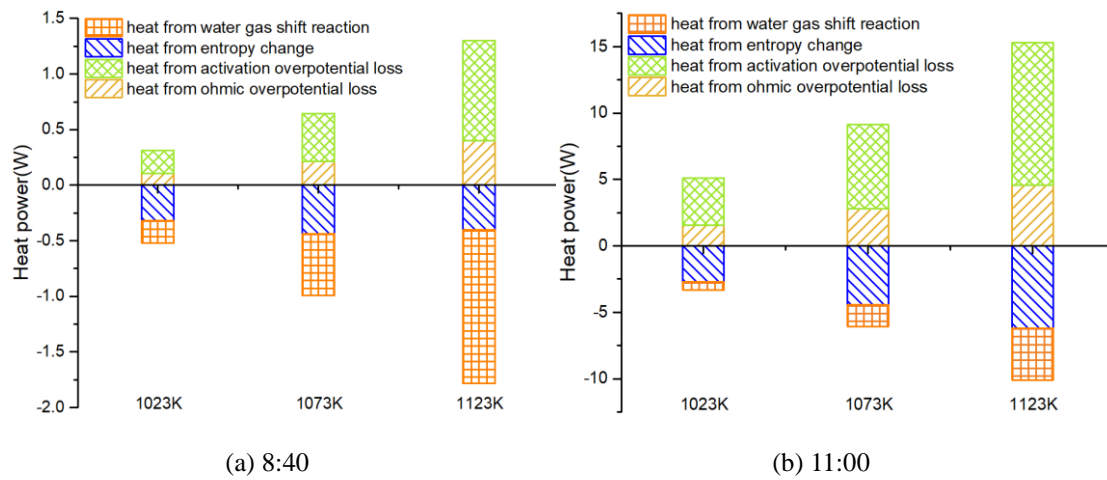 1.5
1.0
0.5
0.0
-0.5
-1.0
-1.5
-2.0
Heat power(W)
heat from water gas shift reaction
heat from entropy change
heat from activation overpotential loss
heat from ohmic overpotential loss
1023K 1073K 1123K
(a) 8:40
15
10
5
0
-5
-10
Heat power(W)
heat from water gas shift reaction
heat from entropy change
heat from activation overpotential loss
heat from ohmic overpotential loss
1023K 1073K 1123K
(b) 11:00